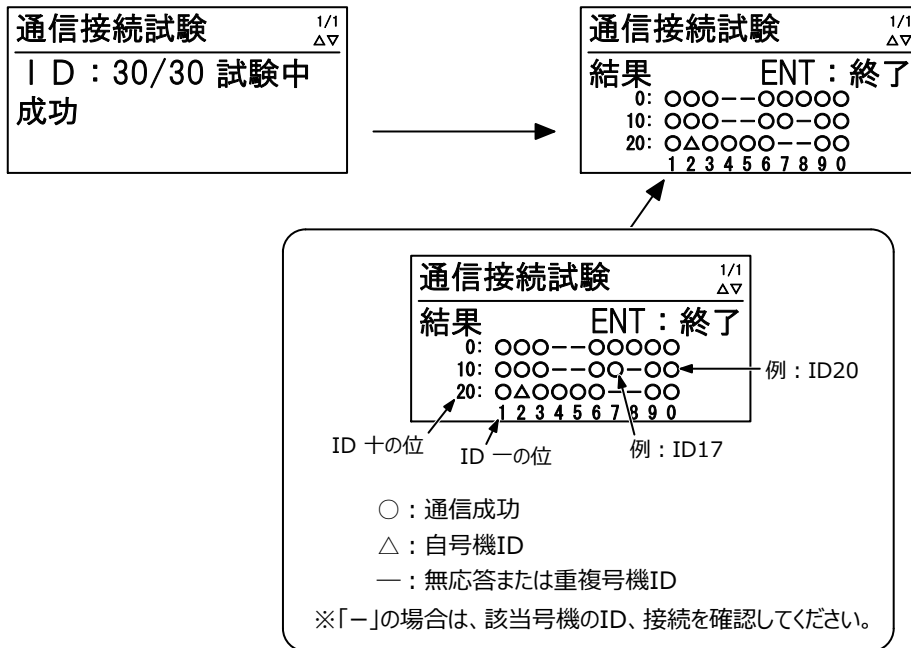 通信接続試験 1/1
△▽
ID:30/30 試験中
成功
通信接続試験 1/1
△▽
結果 ENT:終了
0: ○○○--○○○○○
10: ○○○--○○-○○
20: ○△○○○○--○○
1 2 3 4 5 6 7 8 9 0
通信接続試験 1/1
△▽
結果 ENT:終了
0: ○○○--○○○○○
10: ○○○--○○-○○
20: ○△○○○○--○○
1 2 3 4 5 6 7 8 9 0
例:ID20
ID 十の位
ID 一の位
例:ID17
○:通信成功
△:自号機ID
―:無応答または重複号機ID
※「-」の場合は、該当号機のID、接続を確認してください。